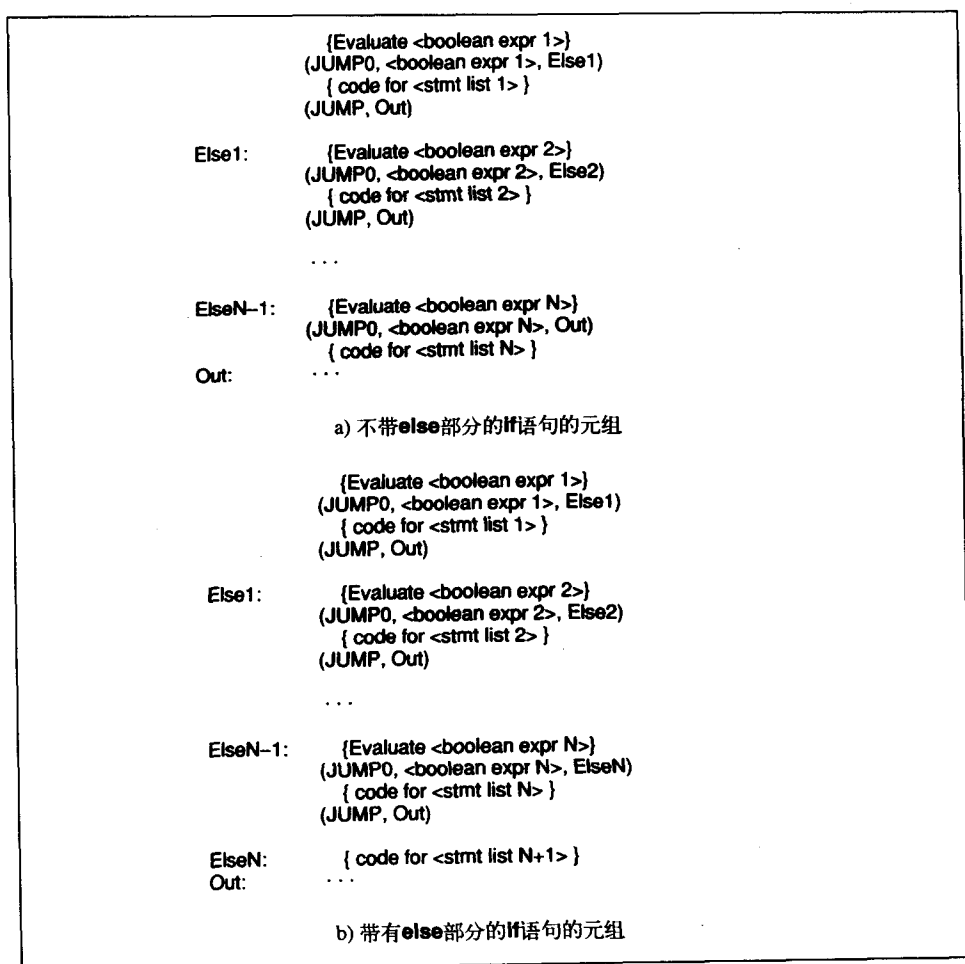 {Evaluate <boolean expr 1>}
(JUMP0, <boolean expr 1>, Else1)
{ code for <stmt list 1> }
(JUMP, Out)
Else1: {Evaluate <boolean expr 2>}
(JUMP0, <boolean expr 2>, Else2)
{ code for <stmt list 2> }
(JUMP, Out)
. . .
ElseN–1: {Evaluate <boolean expr N>}
(JUMP0, <boolean expr N>, Out)
{ code for <stmt list N> }
Out: . . .
a) 不带else部分的if语句的元组
{Evaluate <boolean expr 1>}
(JUMP0, <boolean expr 1>, Else1)
{ code for <stmt list 1> }
(JUMP, Out)
Else1: {Evaluate <boolean expr 2>}
(JUMP0, <boolean expr 2>, Else2)
{ code for <stmt list 2> }
(JUMP, Out)
. . .
ElseN–1: {Evaluate <boolean expr N>}
(JUMP0, <boolean expr N>, ElseN)
{ code for <stmt list N> }
(JUMP, Out)
ElseN: { code for <stmt list N+1> }
Out: . . .
b) 带有else部分的if语句的元组